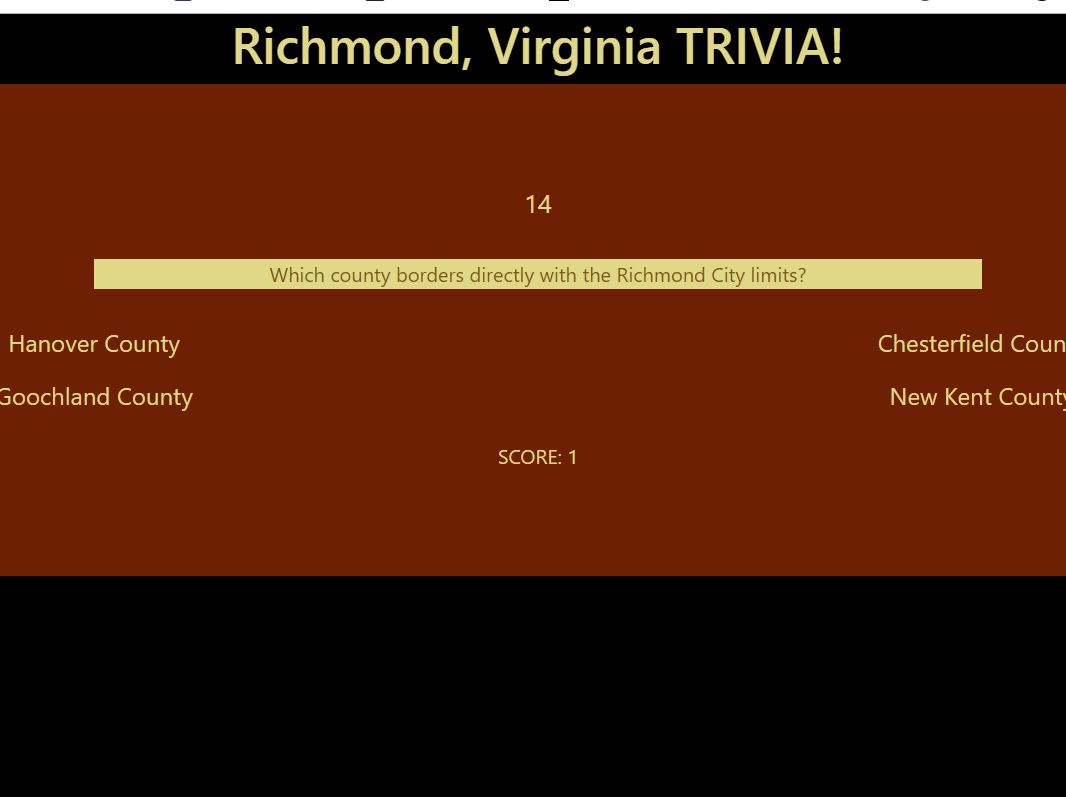 Richmond, Virginia TRIVIA!
14
Which county borders directly with the Richmond City limits?
Hanover County
Chesterfield Coun
Goochland County
New Kent County
SCORE: 1